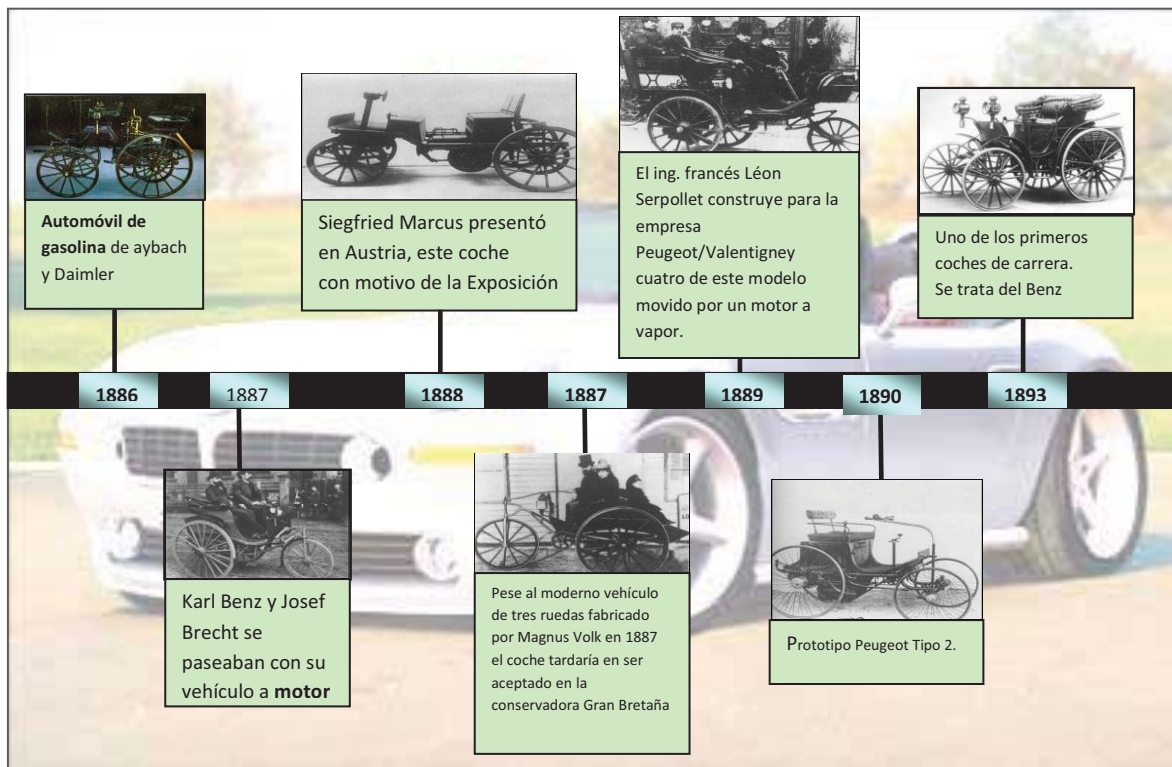 Automóvil de
gasolina de aybach
y Daimler
Siegfried Marcus presentó
en Austria, este coche
con motivo de la Exposición
El ing. francés Léon
Serpollet construye para la
empresa
Peugeot/Valentigney
cuatro de este modelo
movido por un motor a
vapor.
Uno de los primeros
coches de carrera.
Se trata del Benz
1886
1887
1888
1887
1889
1890
1893
Karl Benz y Josef
Brecht se
paseaban con su
vehículo a motor
Pese al moderno vehículo
de tres ruedas fabricado
por Magnus Volk en 1887
el coche tardaría en ser
aceptado en la
conservadora Gran Bretaña
Prototipo Peugeot Tipo 2.